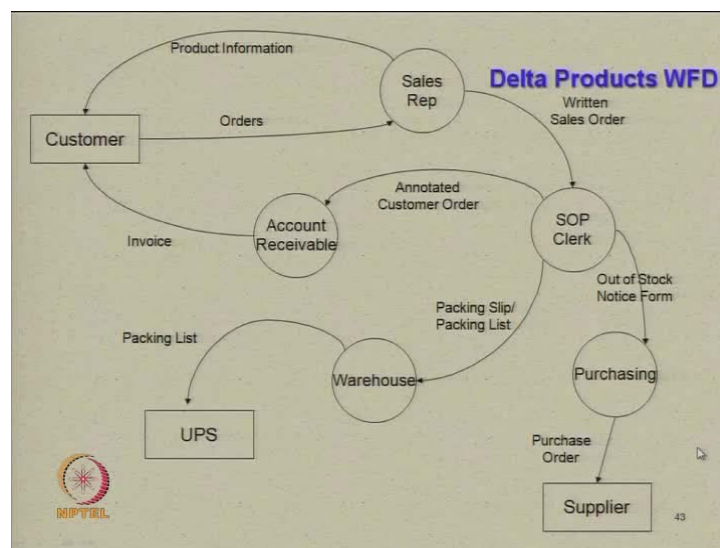 Product Information
Sales
Rep
Delta Products WFD
Written
Sales Order
Customer
Orders
Annotated
Customer Order
SOP
Clerk
Account
Receivable
Invoice
Out of Stock
Notice Form
Packing Slip/
Packing List
Packing List
Warehouse
Purchasing
UPS
Purchase
Order
Supplier
NPTEL
43